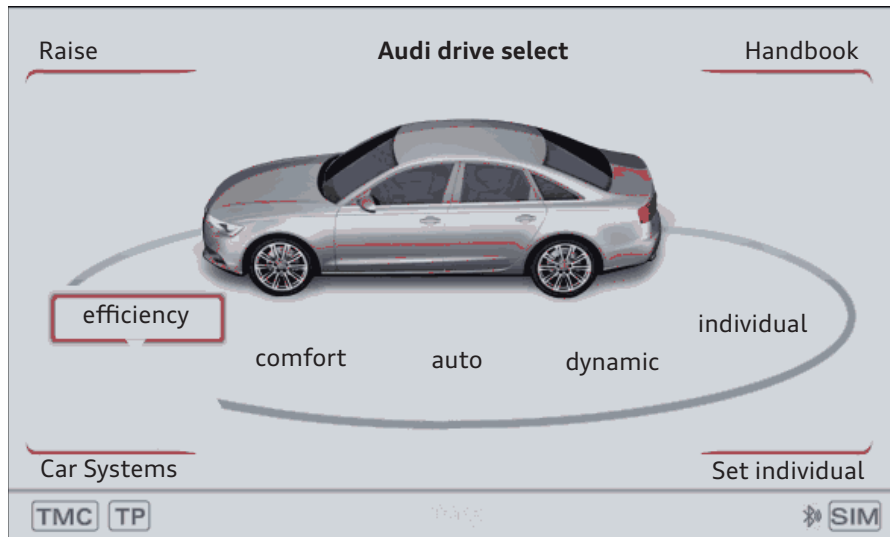 Raise Audi drive select Handbook
efficiency
individual
comfort auto dynamic
Car Systems Set individual
TMC TP SIM